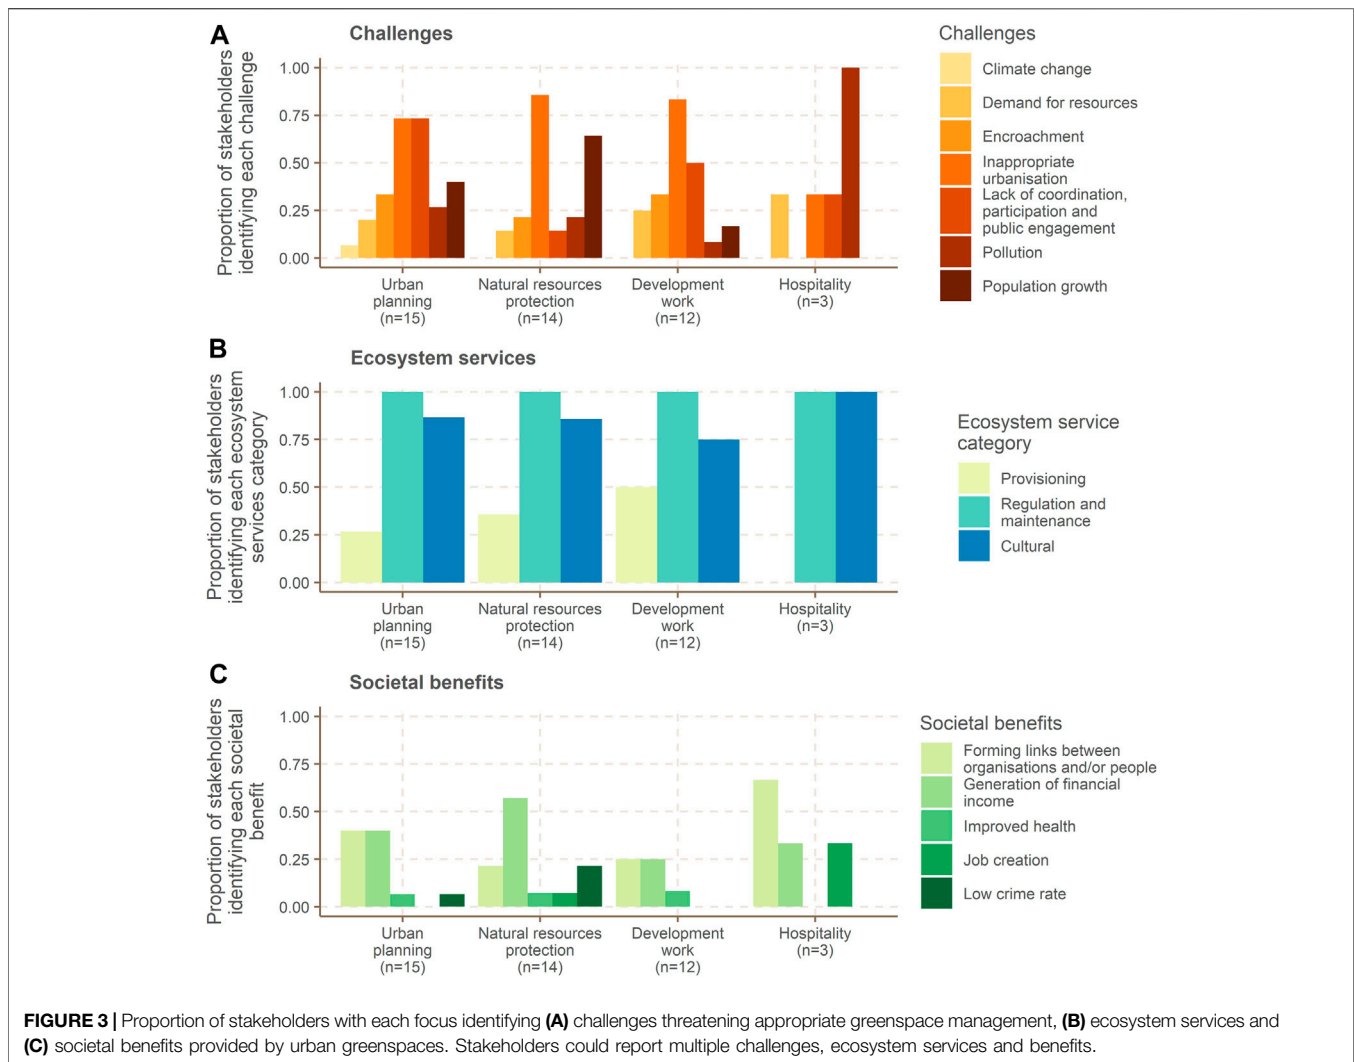 A
Challenges
Proportion of stakeholders
identifying each challenge
1.00
0.75
0.50
0.25
0.00
Urban
planning
(n=15)
Natural resources
protection
(n=14)
Development
work
(n=12)
Hospitality
(n=3)
Challenges
Climate change
Demand for resources
Encroachment
Inappropriate
urbanisation
Lack of coordination,
participation and
public engagement
Pollution
Population growth
B
Ecosystem services
Proportion of stakeholders
identifying each ecosystem
services category
1.00
0.75
0.50
0.25
0.00
Urban
planning
(n=15)
Natural resources
protection
(n=14)
Development
work
(n=12)
Hospitality
(n=3)
Ecosystem service
category
Provisioning
Regulation and
maintenance
Cultural
C
Societal benefits
Proportion of stakeholders
identifying each societal
benefit
1.00
0.75
0.50
0.25
0.00
Urban
planning
(n=15)
Natural resources
protection
(n=14)
Development
work
(n=12)
Hospitality
(n=3)
Societal benefits
Forming links between
organisations and/or people
Generation of financial
income
Improved health
Job creation
Low crime rate
FIGURE 3 | Proportion of stakeholders with each focus identifying (A) challenges threatening appropriate greenspace management, (B) ecosystem services and
(C) societal benefits provided by urban greenspaces. Stakeholders could report multiple challenges, ecosystem services and benefits.